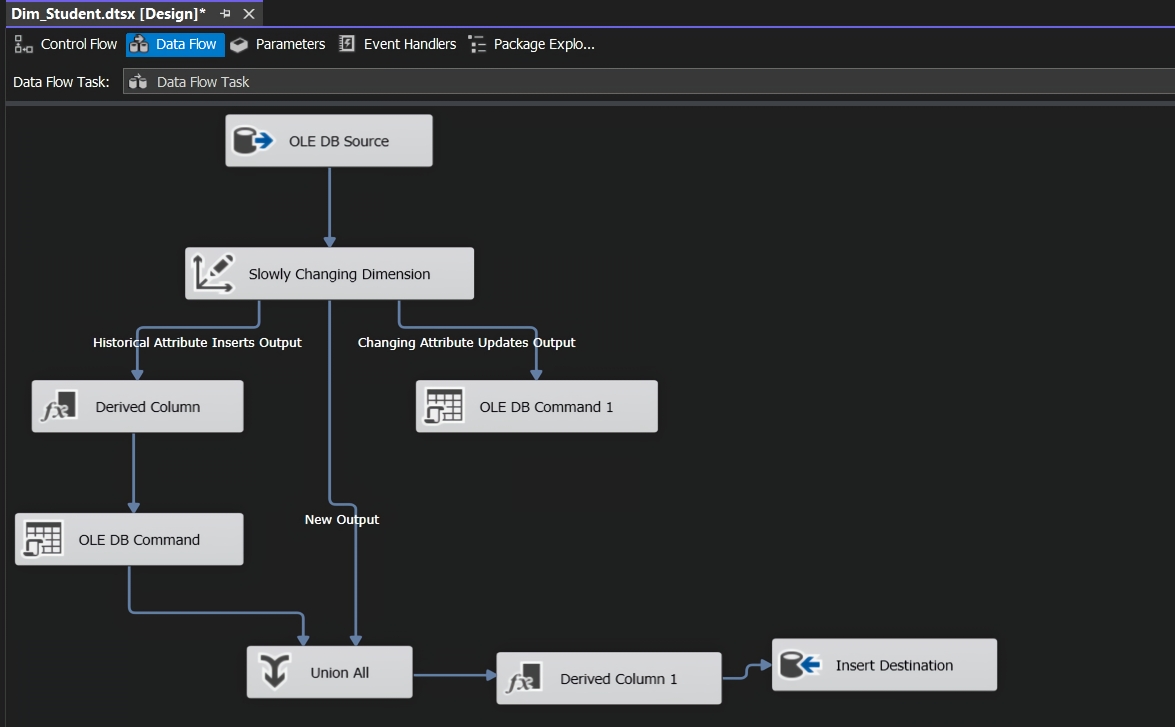 Dim_Student.dtsx [Design]*
Control Flow Data Flow Parameters Event Handlers Package Explo...
Data Flow Task: Data Flow Task
OLE DB Source
Slowly Changing Dimension
Historical Attribute Inserts Output
Changing Attribute Updates Output
Derived Column
OLE DB Command 1
New Output
OLE DB Command
Union All
Derived Column 1
Insert Destination